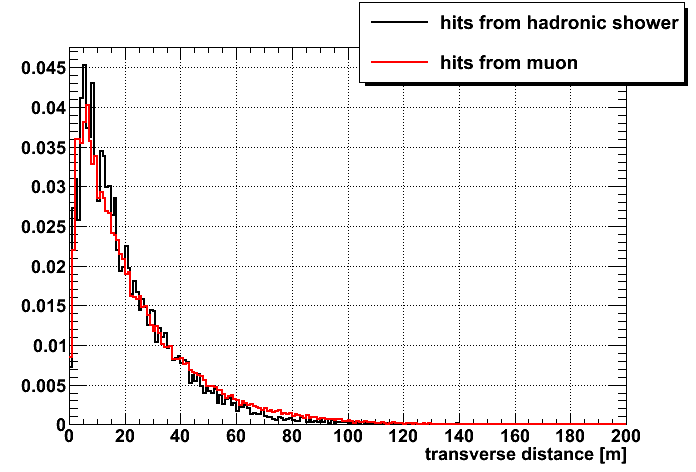 hits from hadronic shower
hits from muon
0.045
0.04
0.035
0.03
0.025
0.02
0.015
0.01
0.005
0
0 20 40 60 80 100 120 140 160 180 200
transverse distance [m]